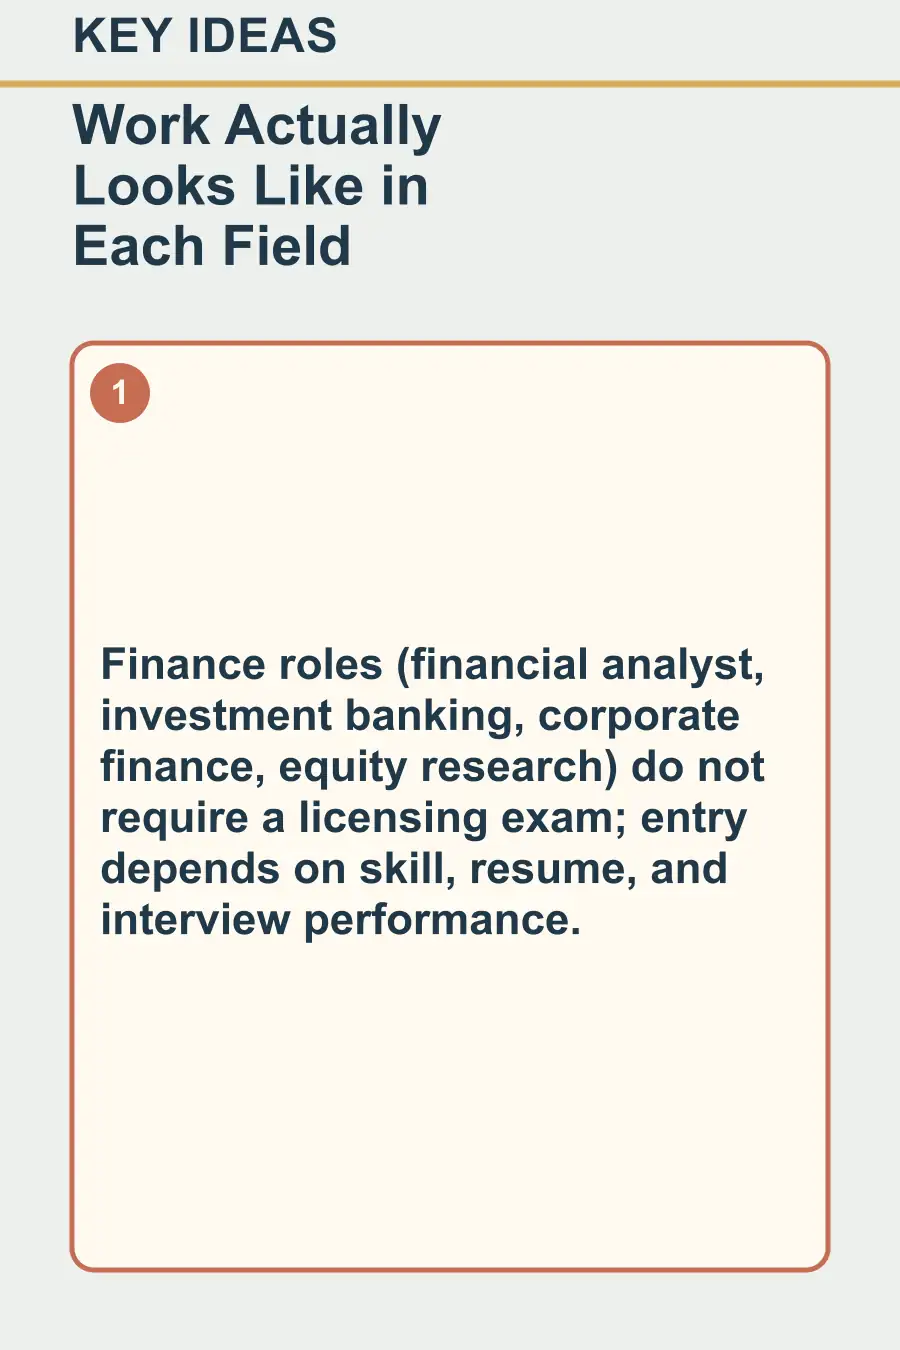 KEY IDEAS
Work Actually
Looks Like in
Each Field
1
Finance roles (financial analyst,
investment banking, corporate
finance, equity research) do not
require a licensing exam; entry
depends on skill, resume, and
interview performance.